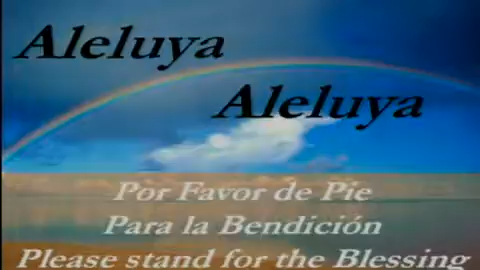 Aleluya
Aleluya
Por Favor de Pie
Para la Bendición
Please stand for the Blessing